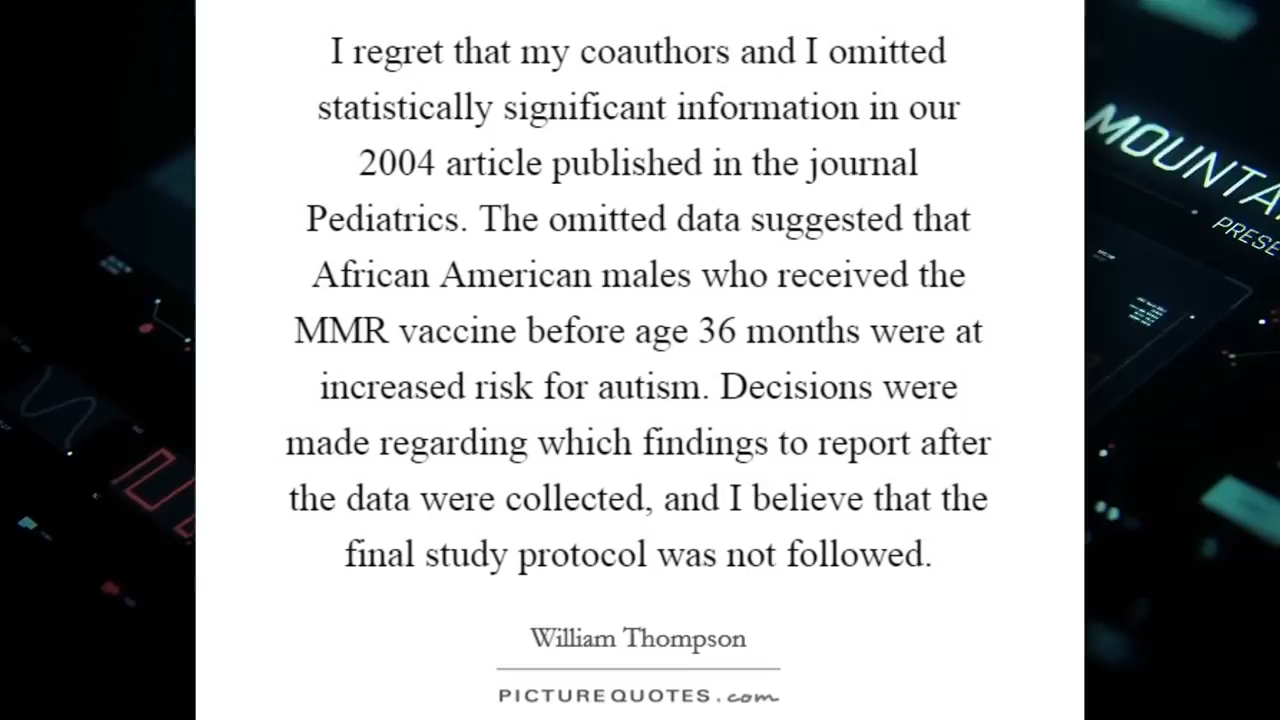 I regret that my coauthors and I omitted
statistically significant information in our
2004 article published in the journal
Pediatrics. The omitted data suggested that
African American males who received the
MMR vaccine before age 36 months were at
increased risk for autism. Decisions were
made regarding which findings to report after
the data were collected, and I believe that the
final study protocol was not followed.
William Thompson
PICTUREQUOTES.com